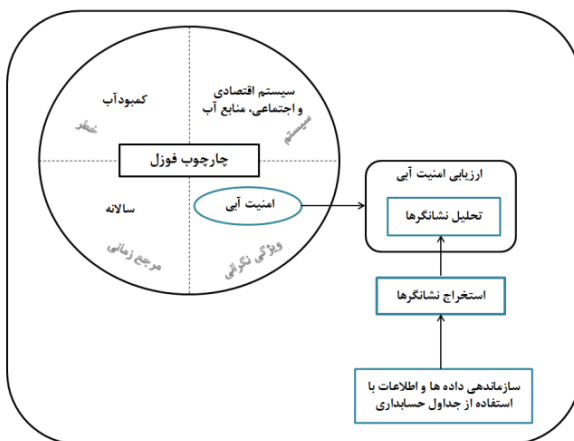 سیستم اقتصادی
و اجتماعی، منابع آب
سیستم
کمبودآب
خطر
چارچوب فوزل
امنیت آبی
ویژگی نگرانی
سالانه
مرجع زمانی
ارزیابی امنیت آبی
تحلیل نشانگرها
استخراج نشانگرها
سازماندهی داده ها و اطلاعات با
استفاده از جداول حسابداری